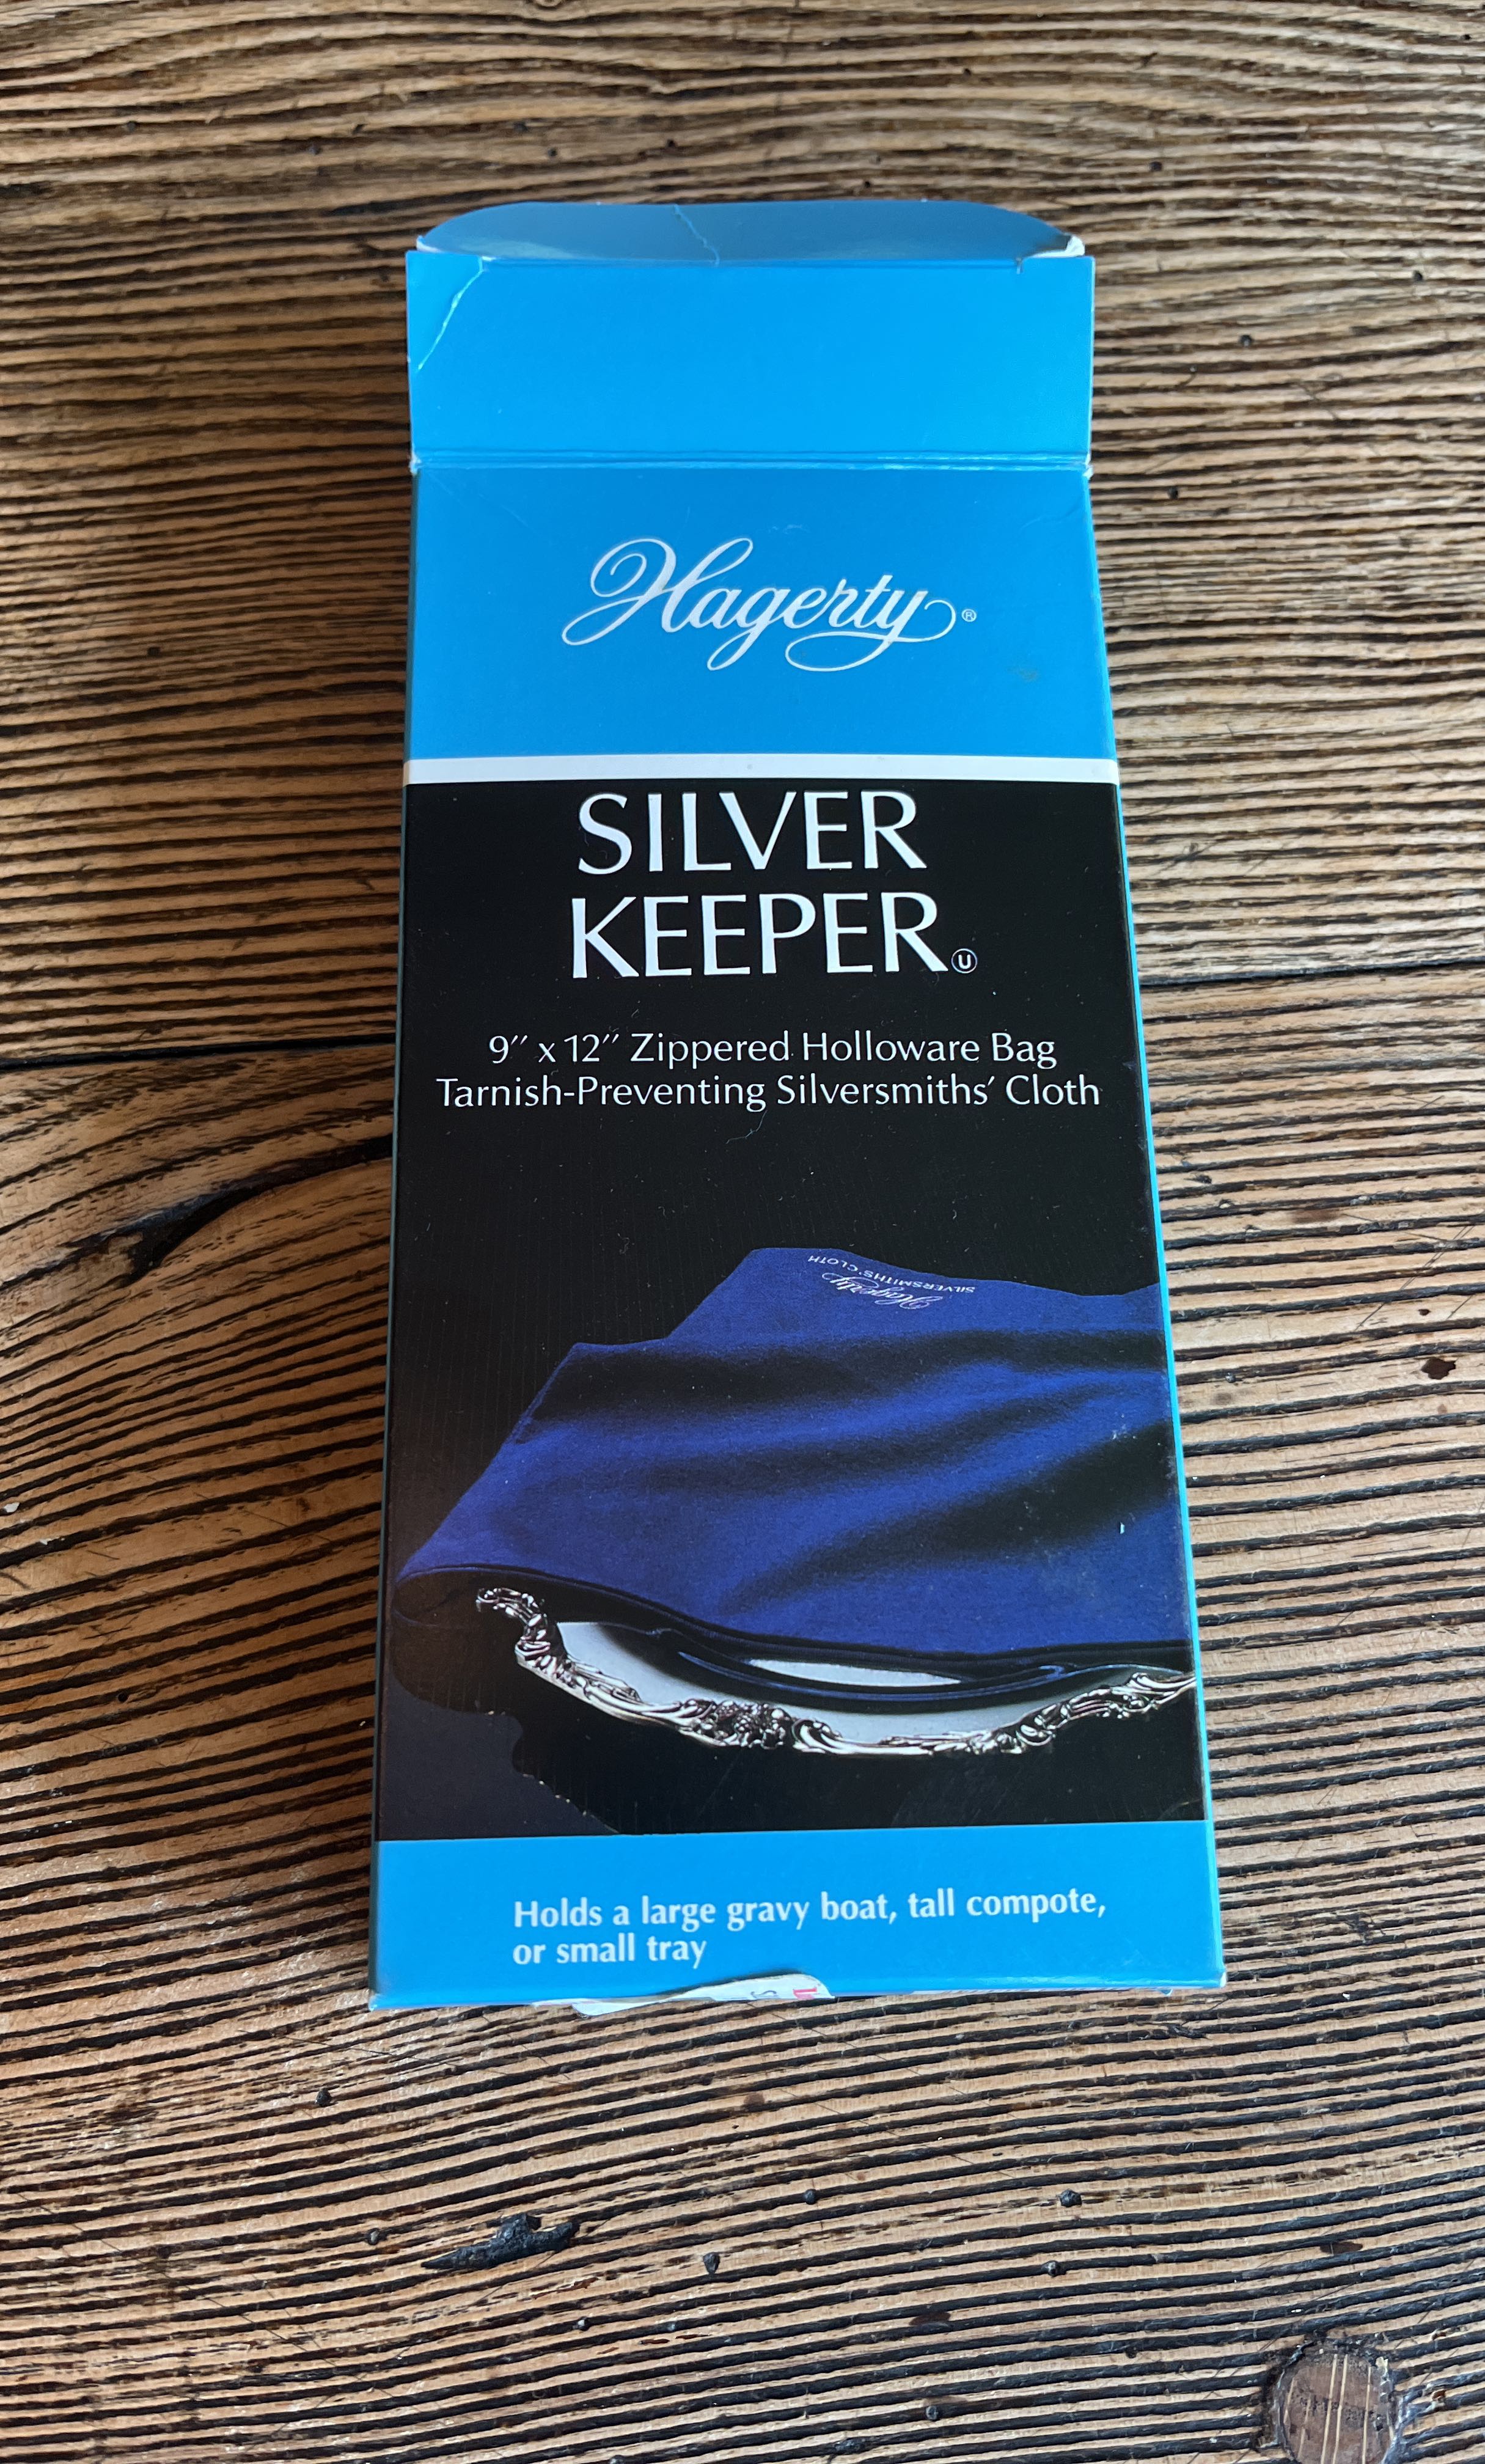 Hagerty®
SILVER
KEEPER Ⓤ
9" x 12" Zippered Holloware Bag
Tarnish-Preventing Silversmiths' Cloth
Hagerty
SILVERSMITHS' CLOTH
Holds a large gravy boat, tall compote,
or small tray